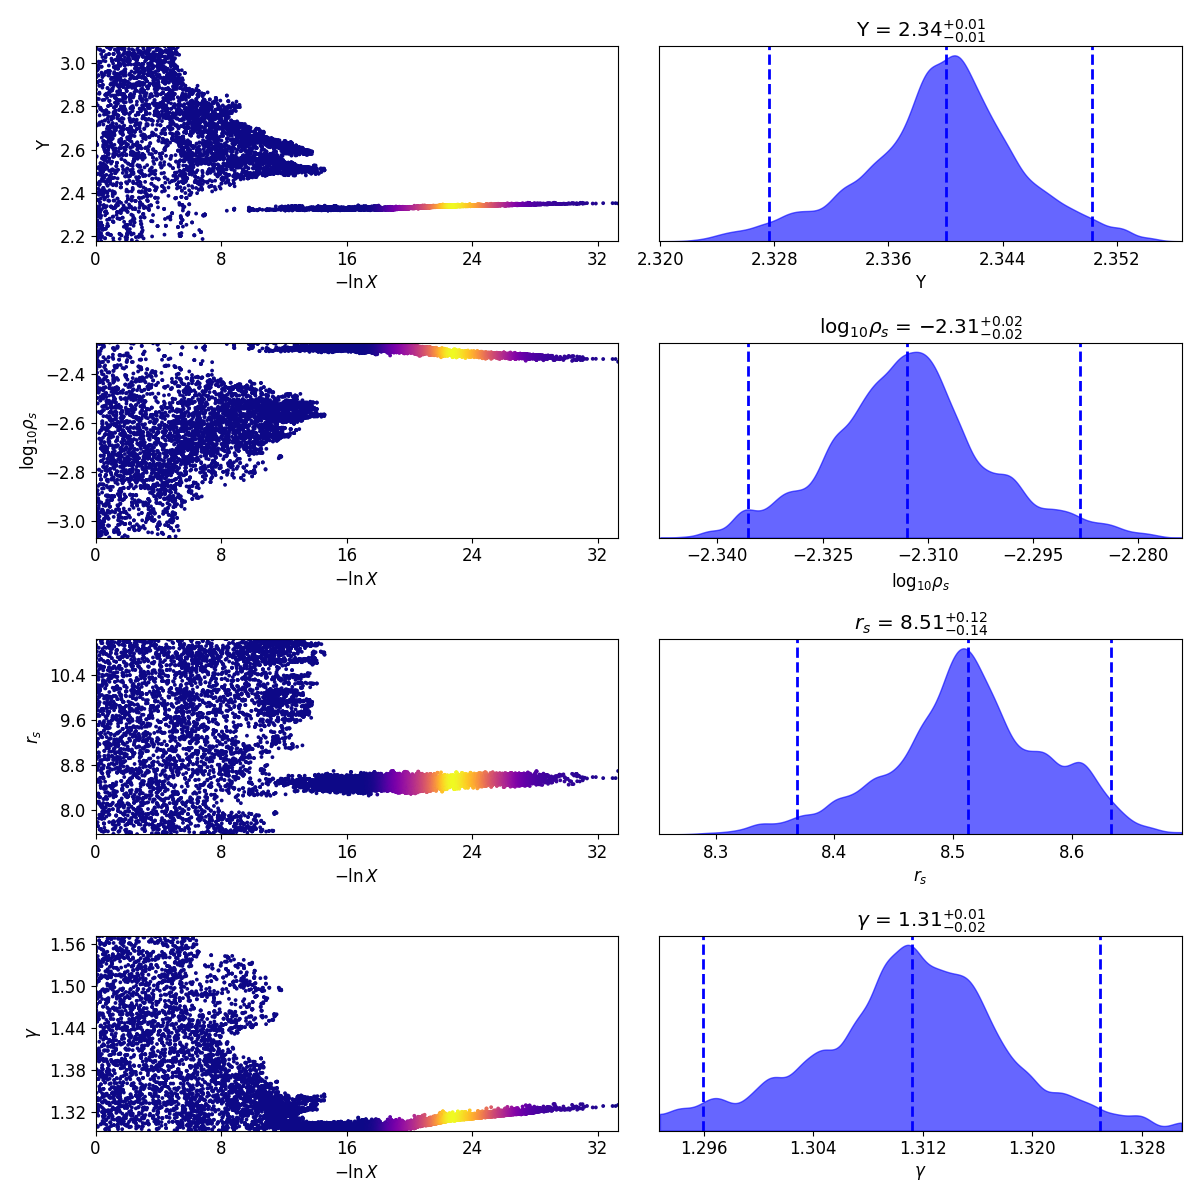 3.0
2.8
2.6
2.4
2.2
Y
0 8 16 24 32
−ln X
Y = 2.34 +0.01 −0.01
2.320 2.328 2.336 2.344 2.352
Y
−2.4
−2.6
−2.8
−3.0
log10ρs
0 8 16 24 32
−ln X
log10ρs = −2.31 +0.02 −0.02
−2.340 −2.325 −2.310 −2.295 −2.280
log10ρs
10.4
9.6
8.8
8.0
rs
0 8 16 24 32
−ln X
rs = 8.51 +0.12 −0.14
8.3 8.4 8.5 8.6
rs
1.56
1.50
1.44
1.38
1.32
γ
0 8 16 24 32
−ln X
γ = 1.31 +0.01 −0.02
1.296 1.304 1.312 1.320 1.328
γ